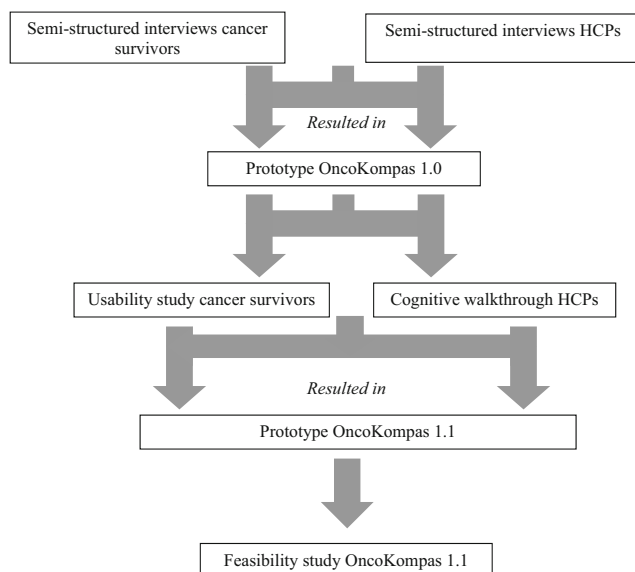 Semi-structured interviews cancer
survivors
Semi-structured interviews HCPs
Resulted in
Prototype OncoKompas 1.0
Usability study cancer survivors
Cognitive walkthrough HCPs
Resulted in
Prototype OncoKompas 1.1
Feasibility study OncoKompas 1.1